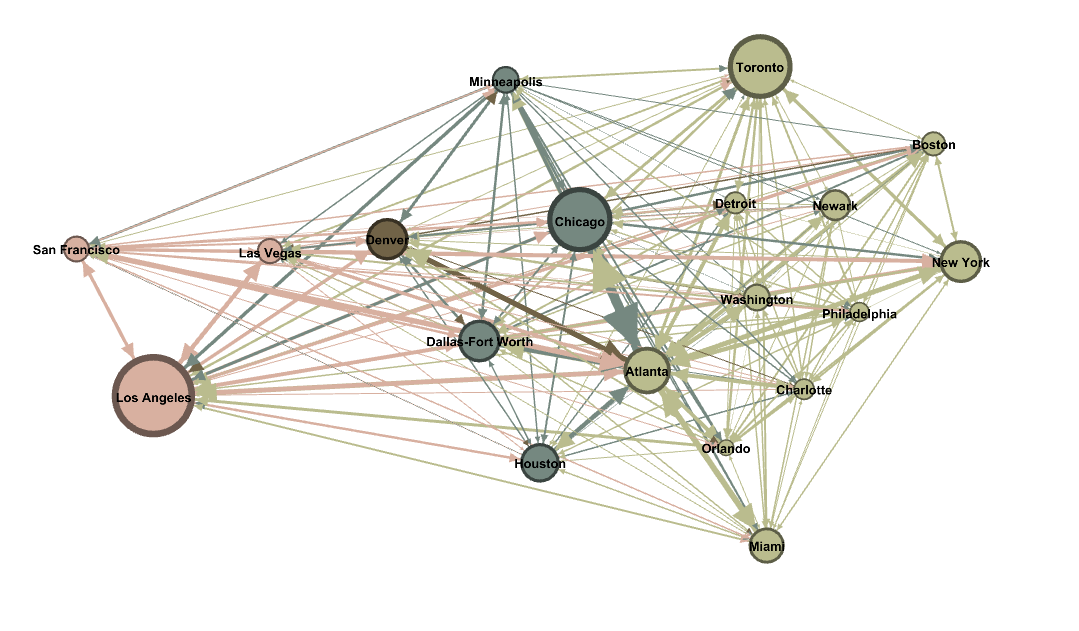 Toronto
Minneapolis
Boston
Detroit
Newark
Chicago
Denver
San Francisco
Las Vegas
New York
Washington
Philadelphia
Dallas-Fort Worth
Atlanta
Charlotte
Los Angeles
Orlando
Houston
Miami